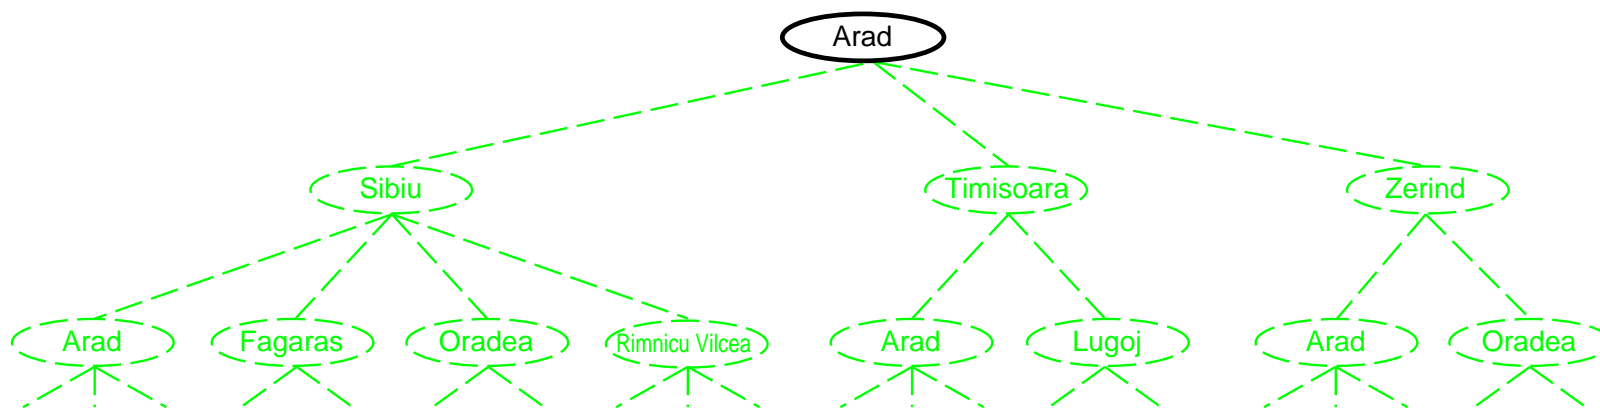 Arad
Sibiu
Timisoara
Zerind
Arad
Fagaras
Oradea
Rimnicu Vilcea
Arad
Lugoj
Arad
Oradea